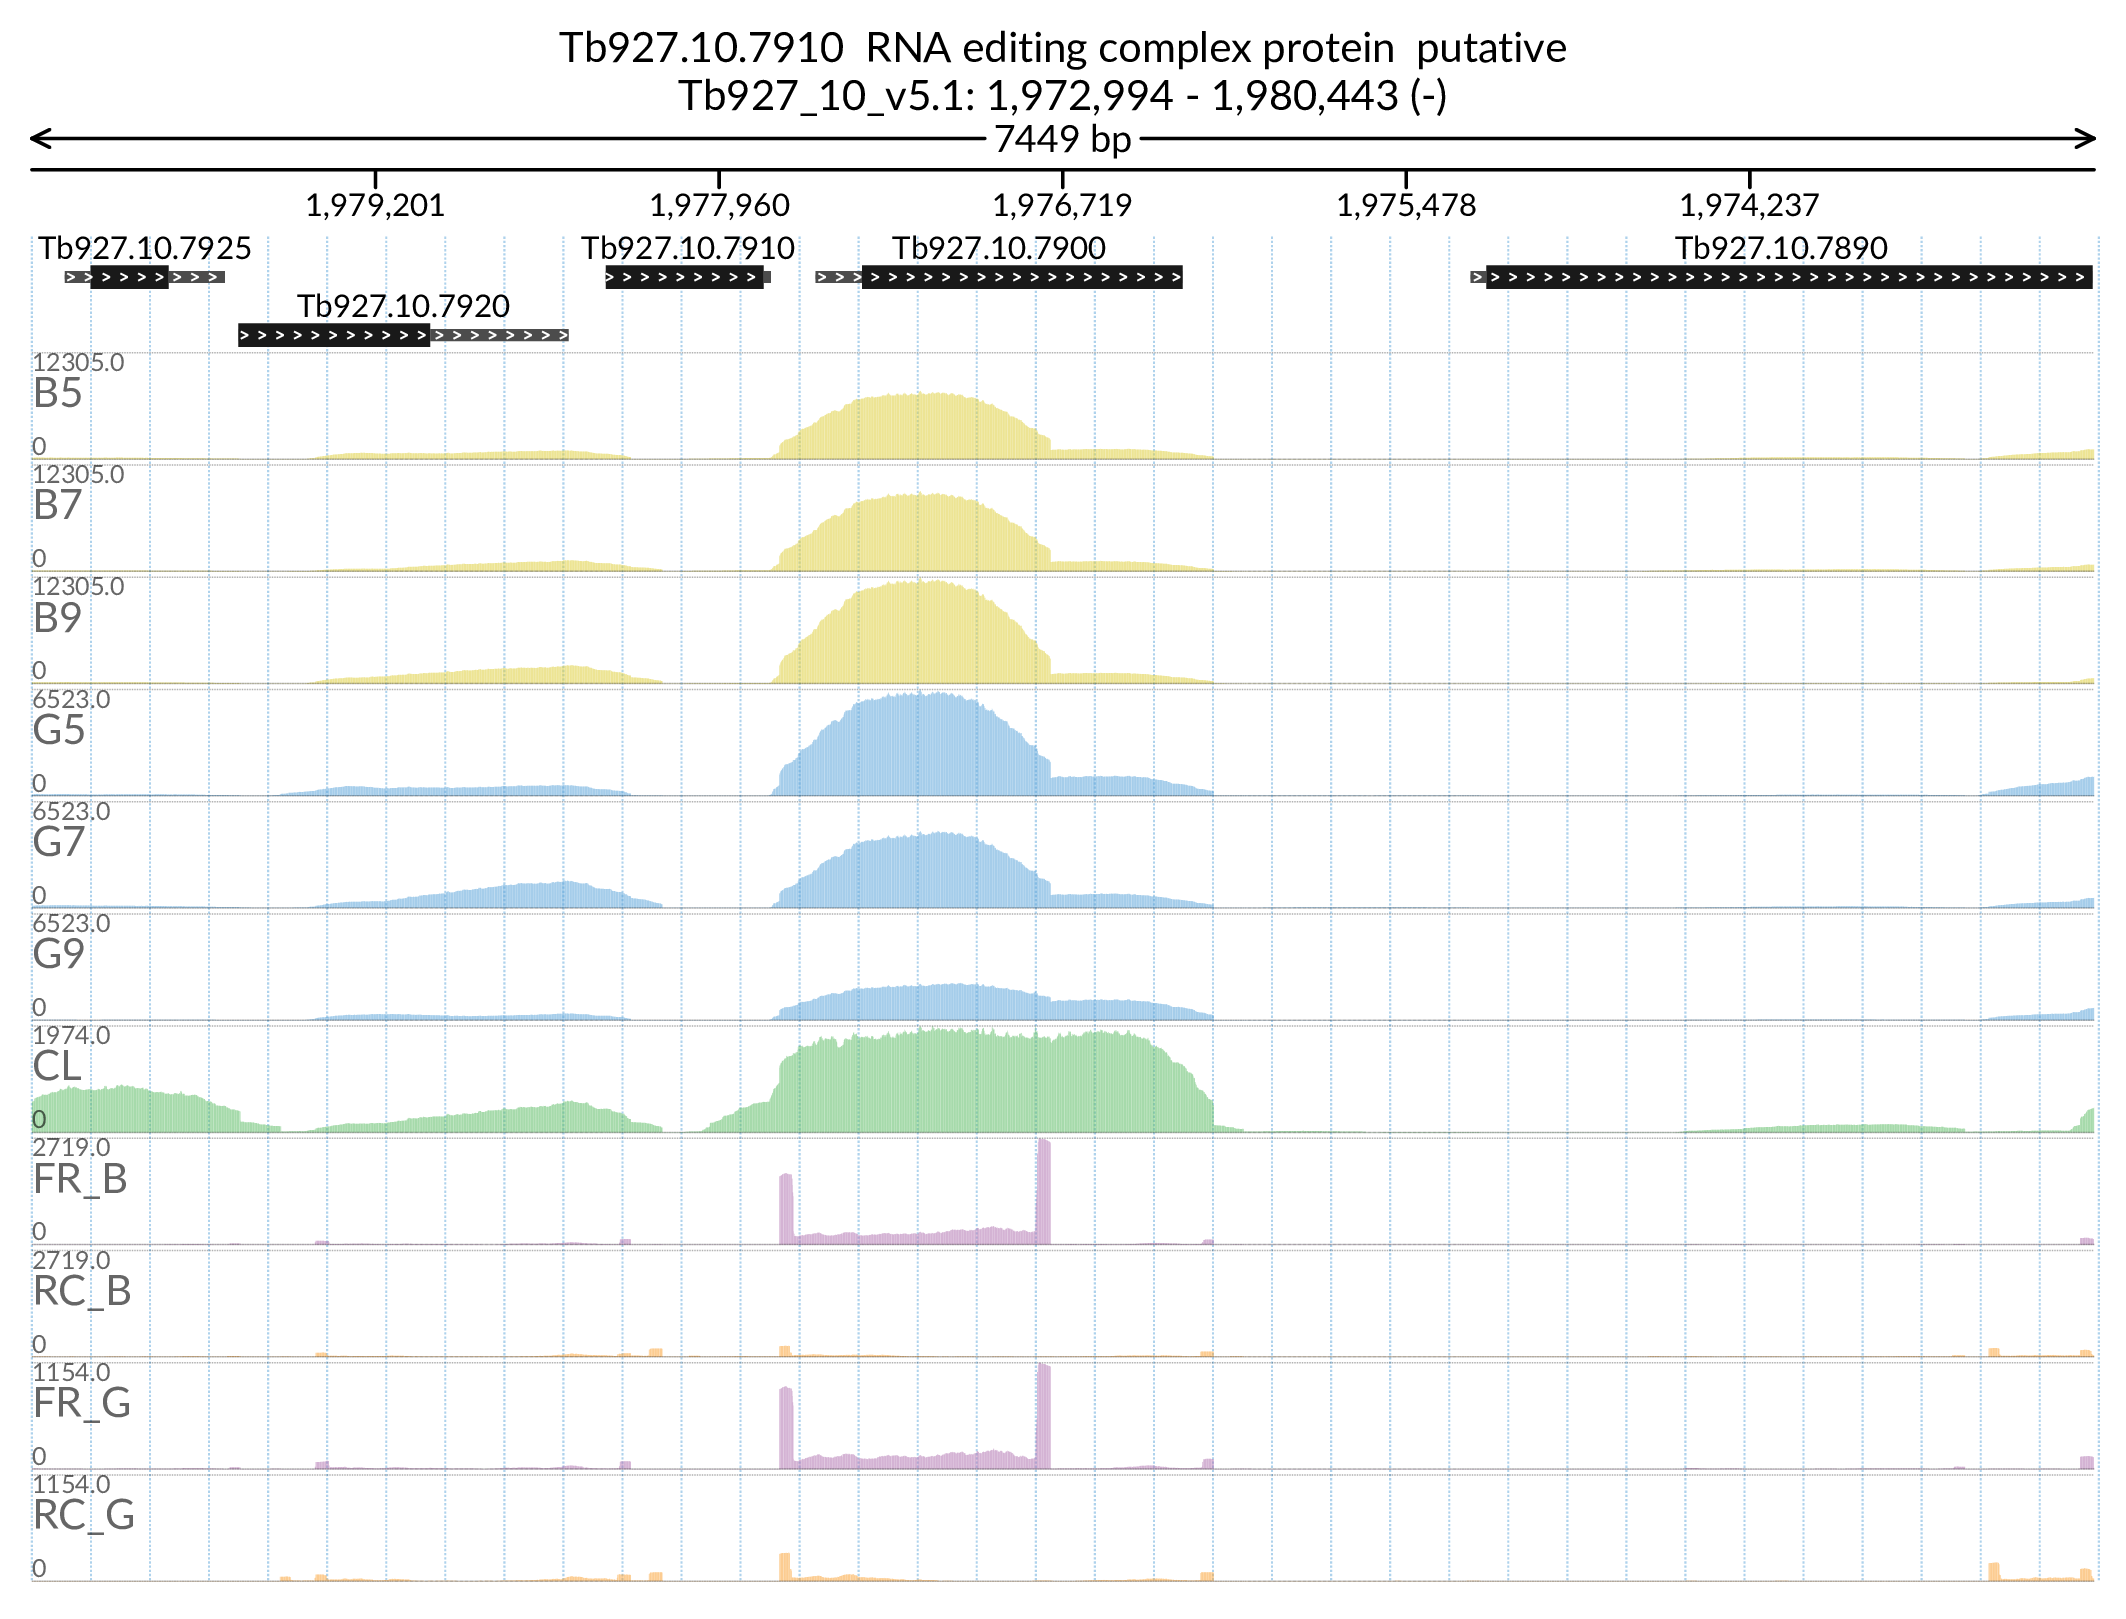 Tb927.10.7910  RNA editing complex protein  putative
Tb927_10_v5.1: 1,972,994 - 1,980,443 (-)
7449 bp
1,979,201 1,977,960 1,976,719 1,975,478 1,974,237
Tb927.10.7925 Tb927.10.7910 Tb927.10.7900 Tb927.10.7890
Tb927.10.7920
12305.0
B5
0
12305.0
B7
0
12305.0
B9
0
6523.0
G5
0
6523.0
G7
0
6523.0
G9
0
1974.0
CL
0
2719.0
FR_B
0
2719.0
RC_B
0
1154.0
FR_G
0
1154.0
RC_G
0